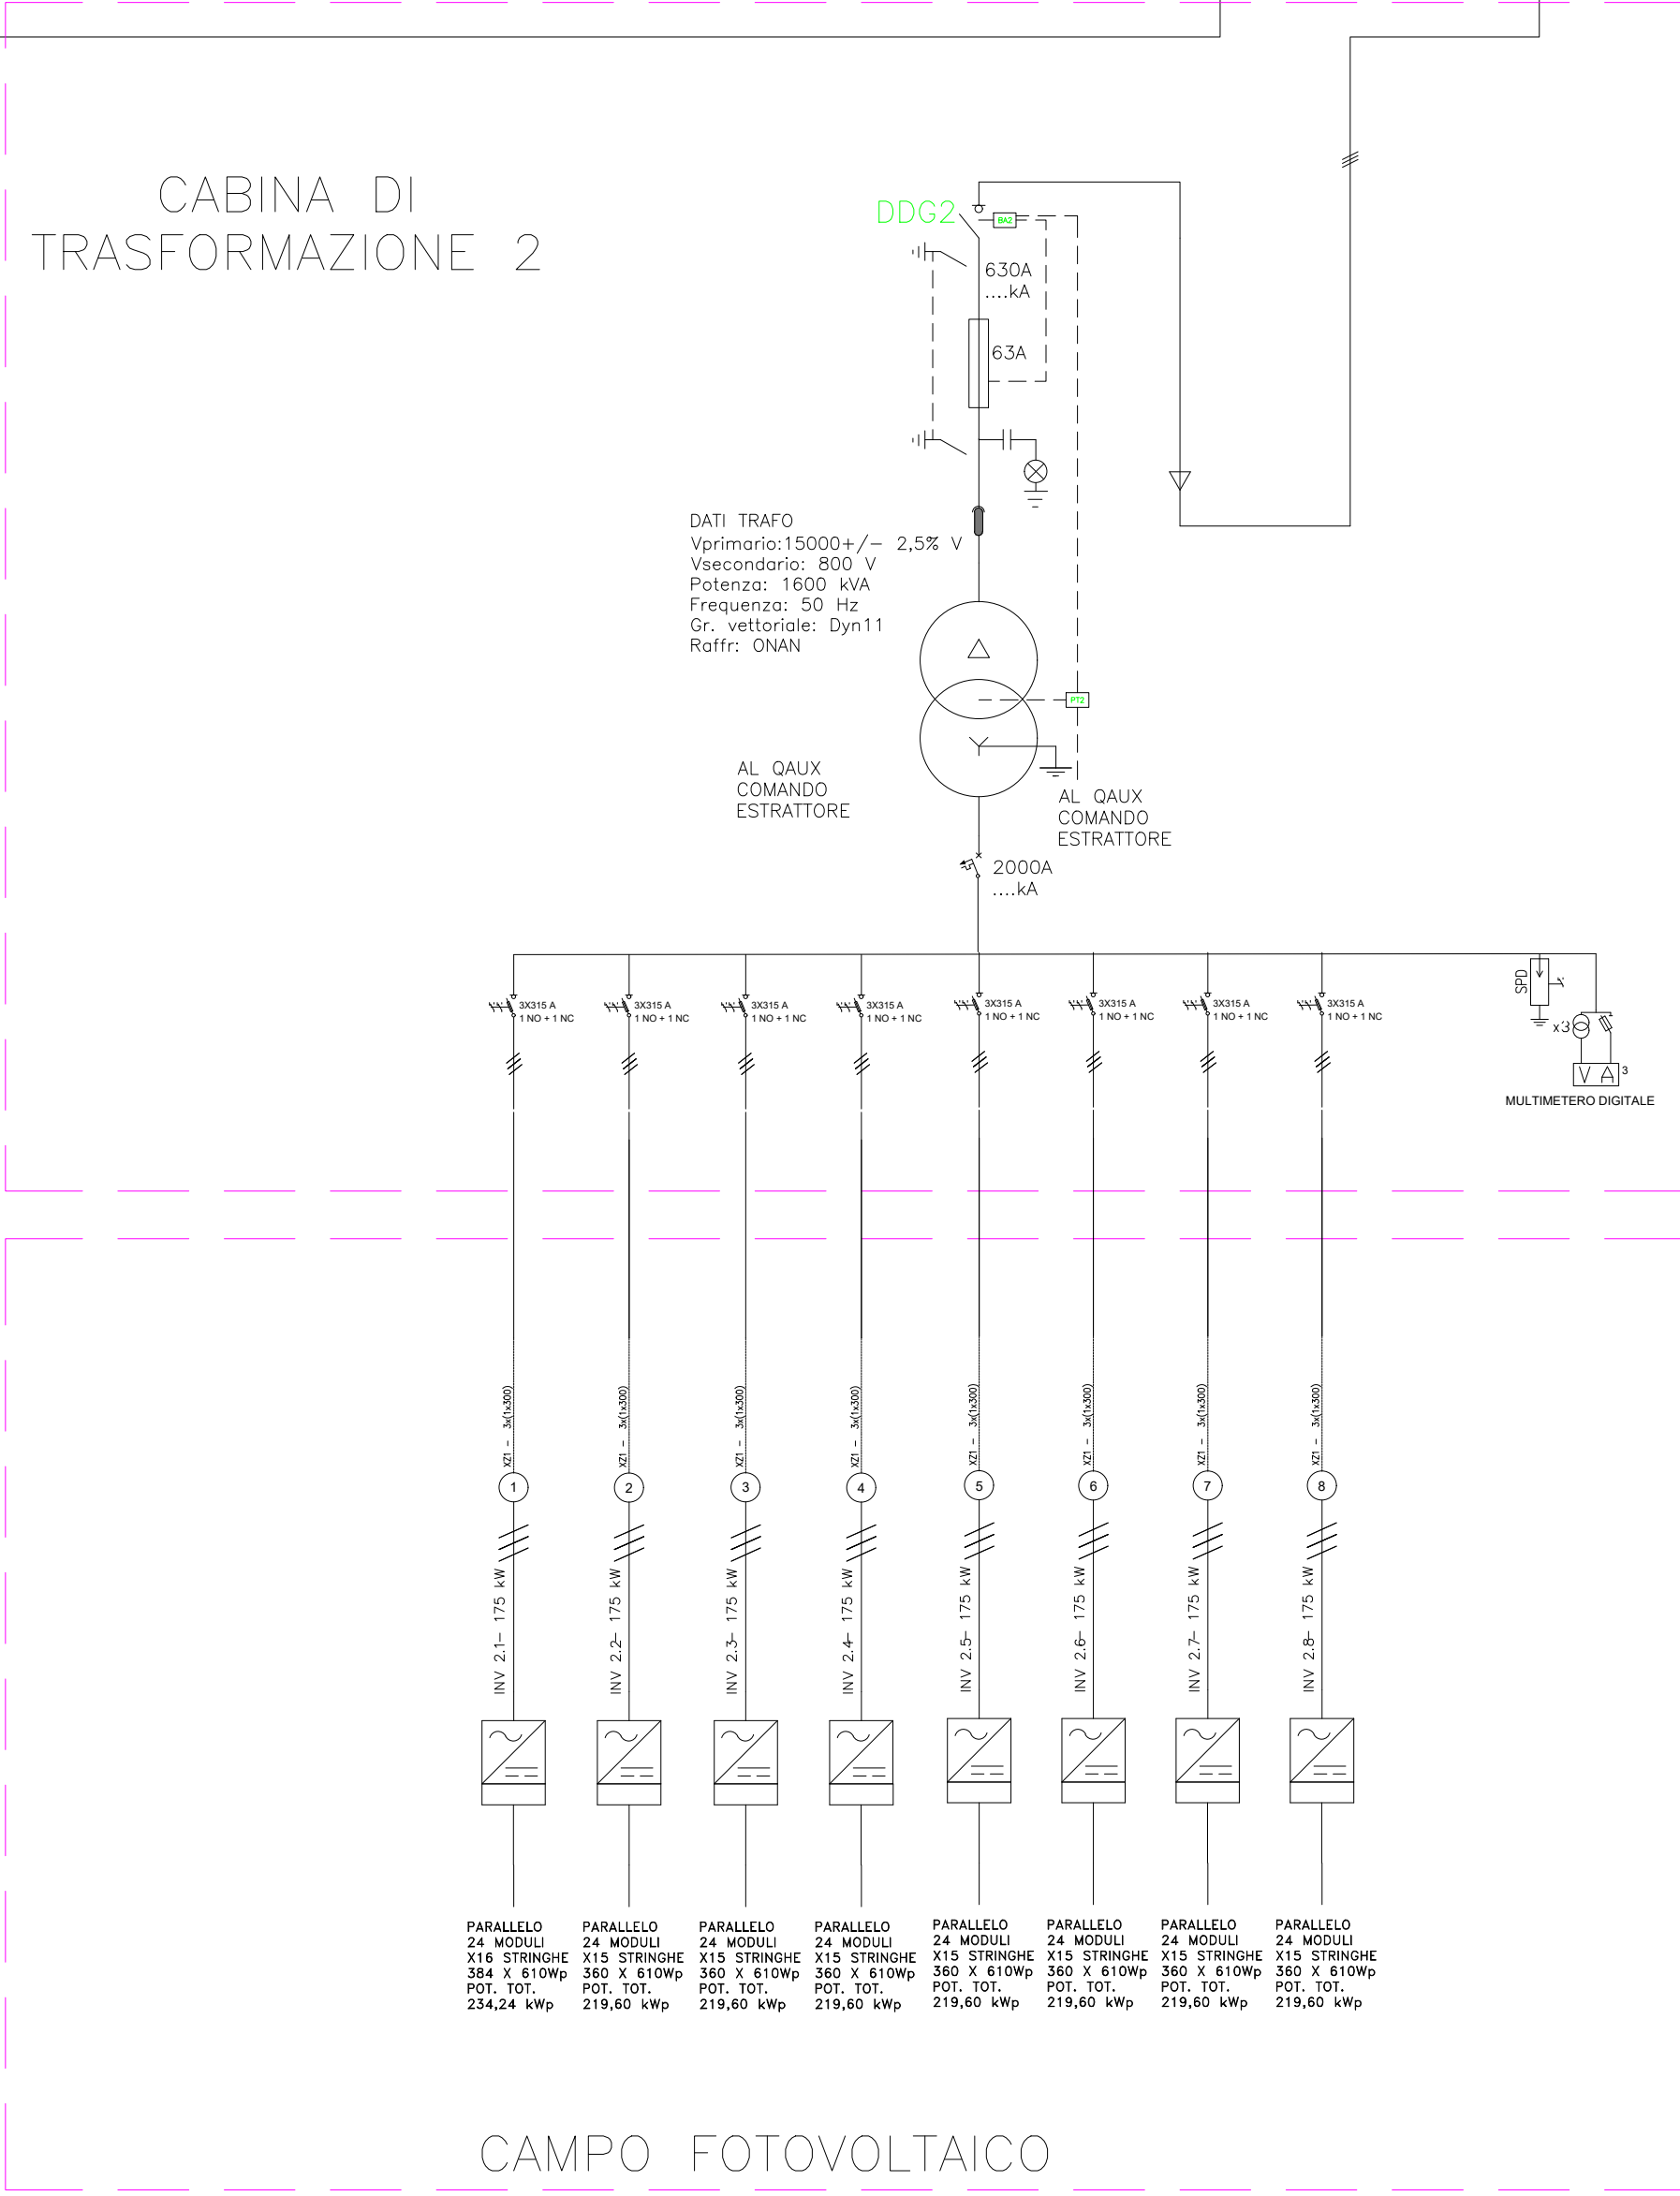 CABINA DI
TRASFORMAZIONE 2
DDG2
BA2
630A
....kA
63A
DATI TRAFO
Vprimario:15000+/- 2,5% V
Vsecondario: 800 V
Potenza: 1600 kVA
Frequenza: 50 Hz
Gr. vettoriale: Dyn11
Raffr: ONAN
PT2
AL QAUX
COMANDO
ESTRATTORE
AL QAUX
COMANDO
ESTRATTORE
2000A
....kA
3X315 A
1 NO + 1 NC
3X315 A
1 NO + 1 NC
3X315 A
1 NO + 1 NC
3X315 A
1 NO + 1 NC
3X315 A
1 NO + 1 NC
3X315 A
1 NO + 1 NC
3X315 A
1 NO + 1 NC
3X315 A
1 NO + 1 NC
SPD
x3
V A 3
MULTIMETERO DIGITALE
XZ1 - 3x(1x300)
XZ1 - 3x(1x300)
XZ1 - 3x(1x300)
XZ1 - 3x(1x300)
XZ1 - 3x(1x300)
XZ1 - 3x(1x300)
XZ1 - 3x(1x300)
XZ1 - 3x(1x300)
1
2
3
4
5
6
7
8
INV 2.1- 175 kW
INV 2.2- 175 kW
INV 2.3- 175 kW
INV 2.4- 175 kW
INV 2.5- 175 kW
INV 2.6- 175 kW
INV 2.7- 175 kW
INV 2.8- 175 kW
PARALLELO
24 MODULI
X16 STRINGHE
384 X 610Wp
POT. TOT.
234,24 kWp
PARALLELO
24 MODULI
X15 STRINGHE
360 X 610Wp
POT. TOT.
219,60 kWp
PARALLELO
24 MODULI
X15 STRINGHE
360 X 610Wp
POT. TOT.
219,60 kWp
PARALLELO
24 MODULI
X15 STRINGHE
360 X 610Wp
POT. TOT.
219,60 kWp
PARALLELO
24 MODULI
X15 STRINGHE
360 X 610Wp
POT. TOT.
219,60 kWp
PARALLELO
24 MODULI
X15 STRINGHE
360 X 610Wp
POT. TOT.
219,60 kWp
PARALLELO
24 MODULI
X15 STRINGHE
360 X 610Wp
POT. TOT.
219,60 kWp
PARALLELO
24 MODULI
X15 STRINGHE
360 X 610Wp
POT. TOT.
219,60 kWp
CAMPO FOTOVOLTAICO